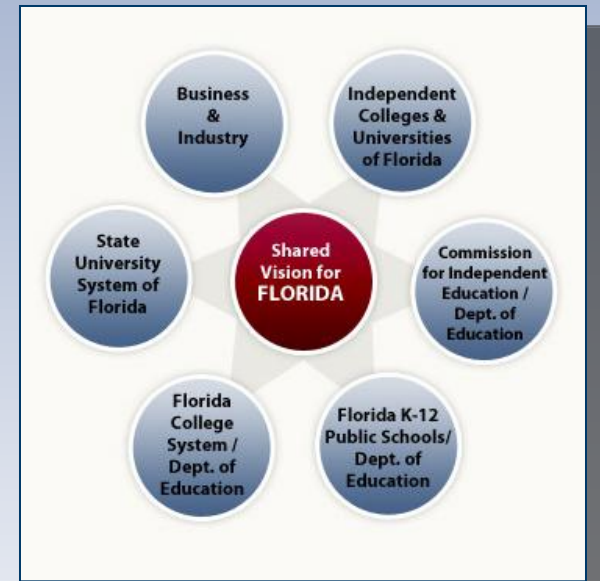 Business
&
Industry
Independent
Colleges &
Universities
of Florida
State
University
System of
Florida
Shared
Vision for
FLORIDA
Commission
for Independent
Education /
Dept. of
Education
Florida
College
System /
Dept. of
Education
Florida K-12
Public Schools/
Dept. of
Education